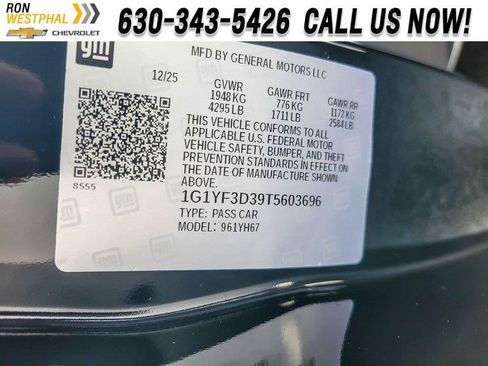 RON
WESTPHAL
CHEVROLET
630-343-5426 CALL US NOW!
gm
MFD BY GENERAL MOTORS LLC
12/25
GVWR GAWR FRT GAWR RR
1948 KG 776 KG 1172 KG
4295 LB 1711 LB 2584 LB
THIS VEHICLE CONFORMS TO ALL
APPLICABLE U.S. FEDERAL MOTOR
VEHICLE SAFETY, BUMPER, AND THEFT
PREVENTION STANDARDS IN EFFECT ON
THE DATE OF MANUFACTURE SHOWN
ABOVE.
8555
1G1YF3D39T5603696
TYPE: PASS CAR
MODEL: 961YH67